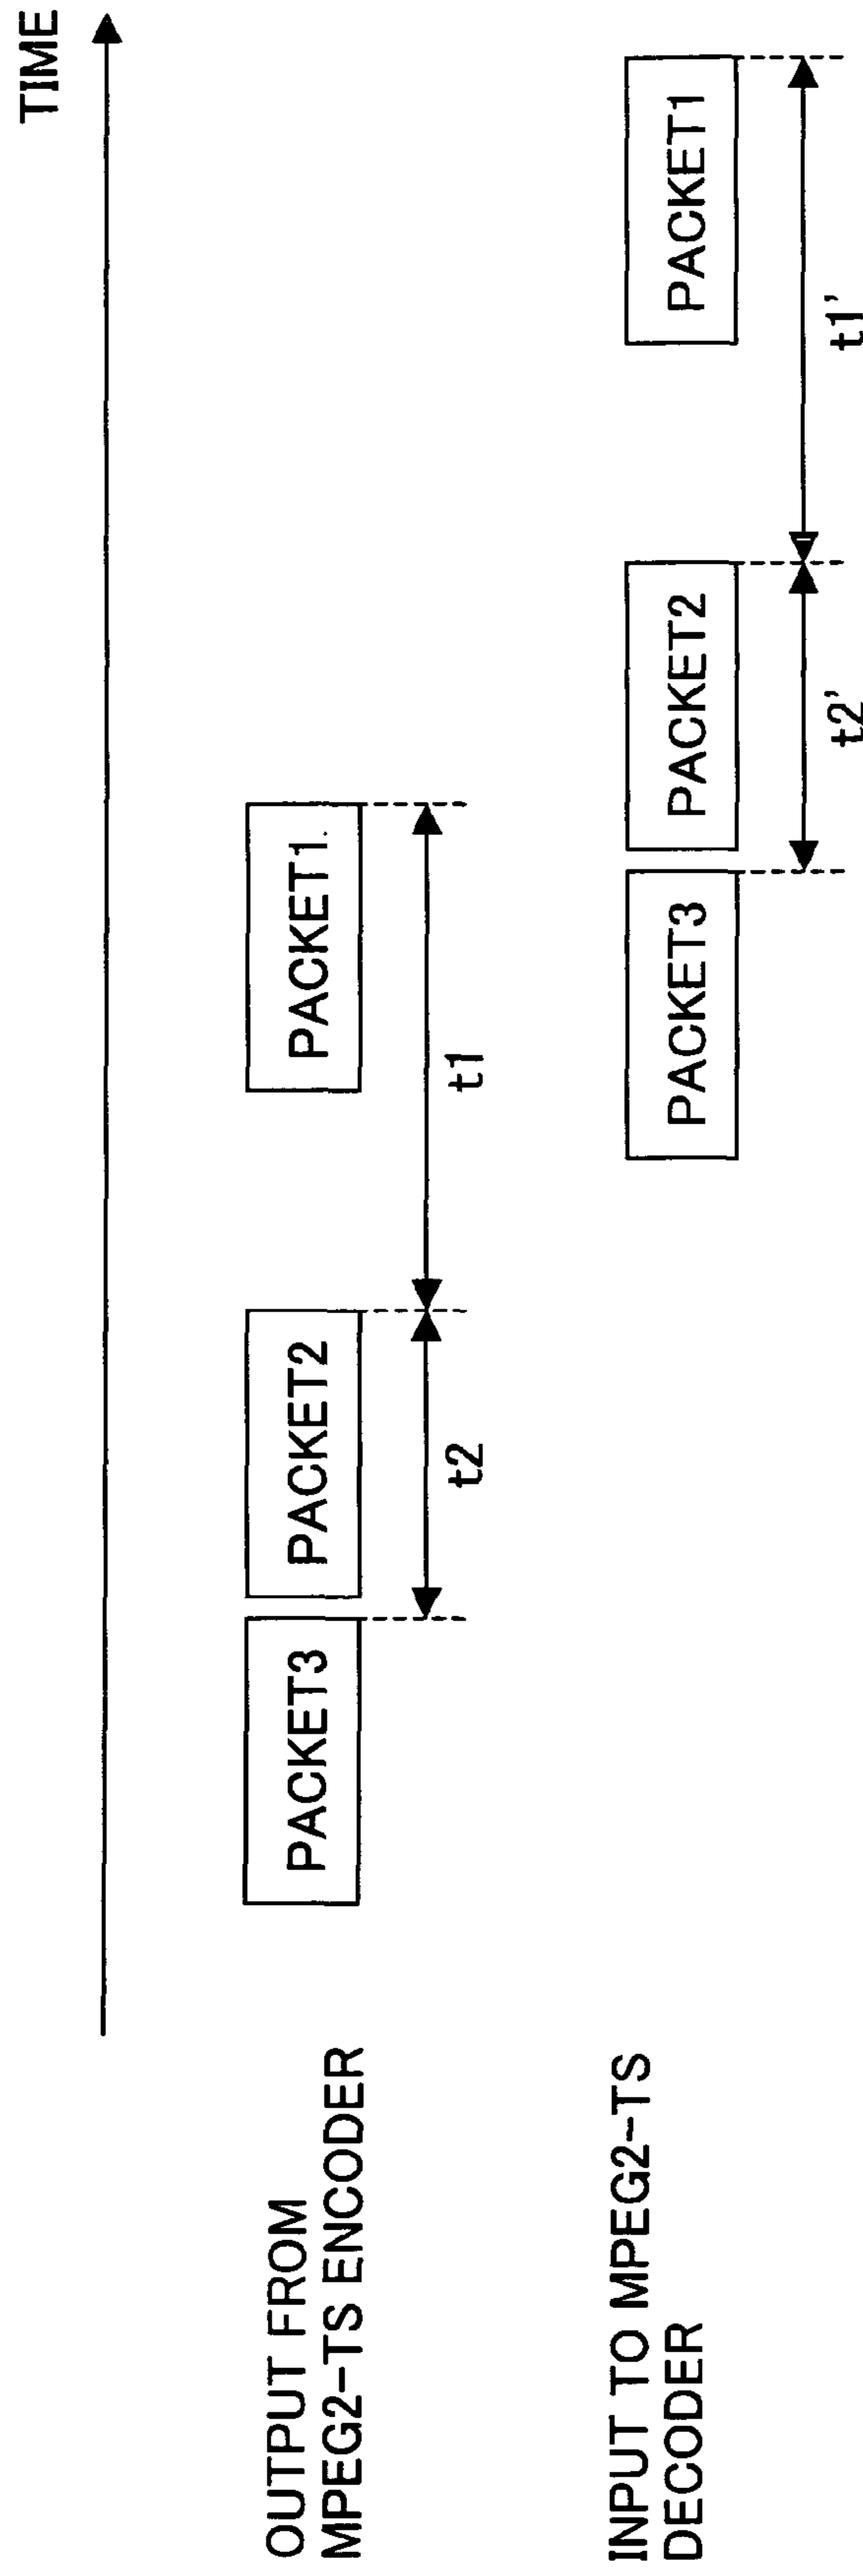 TIME
OUTPUT FROM
MPEG2-TS ENCODER
PACKET3
PACKET2
PACKET1
t2
t1
INPUT TO MPEG2-TS
DECODER
PACKET3
PACKET2
PACKET1
t2'
t1'